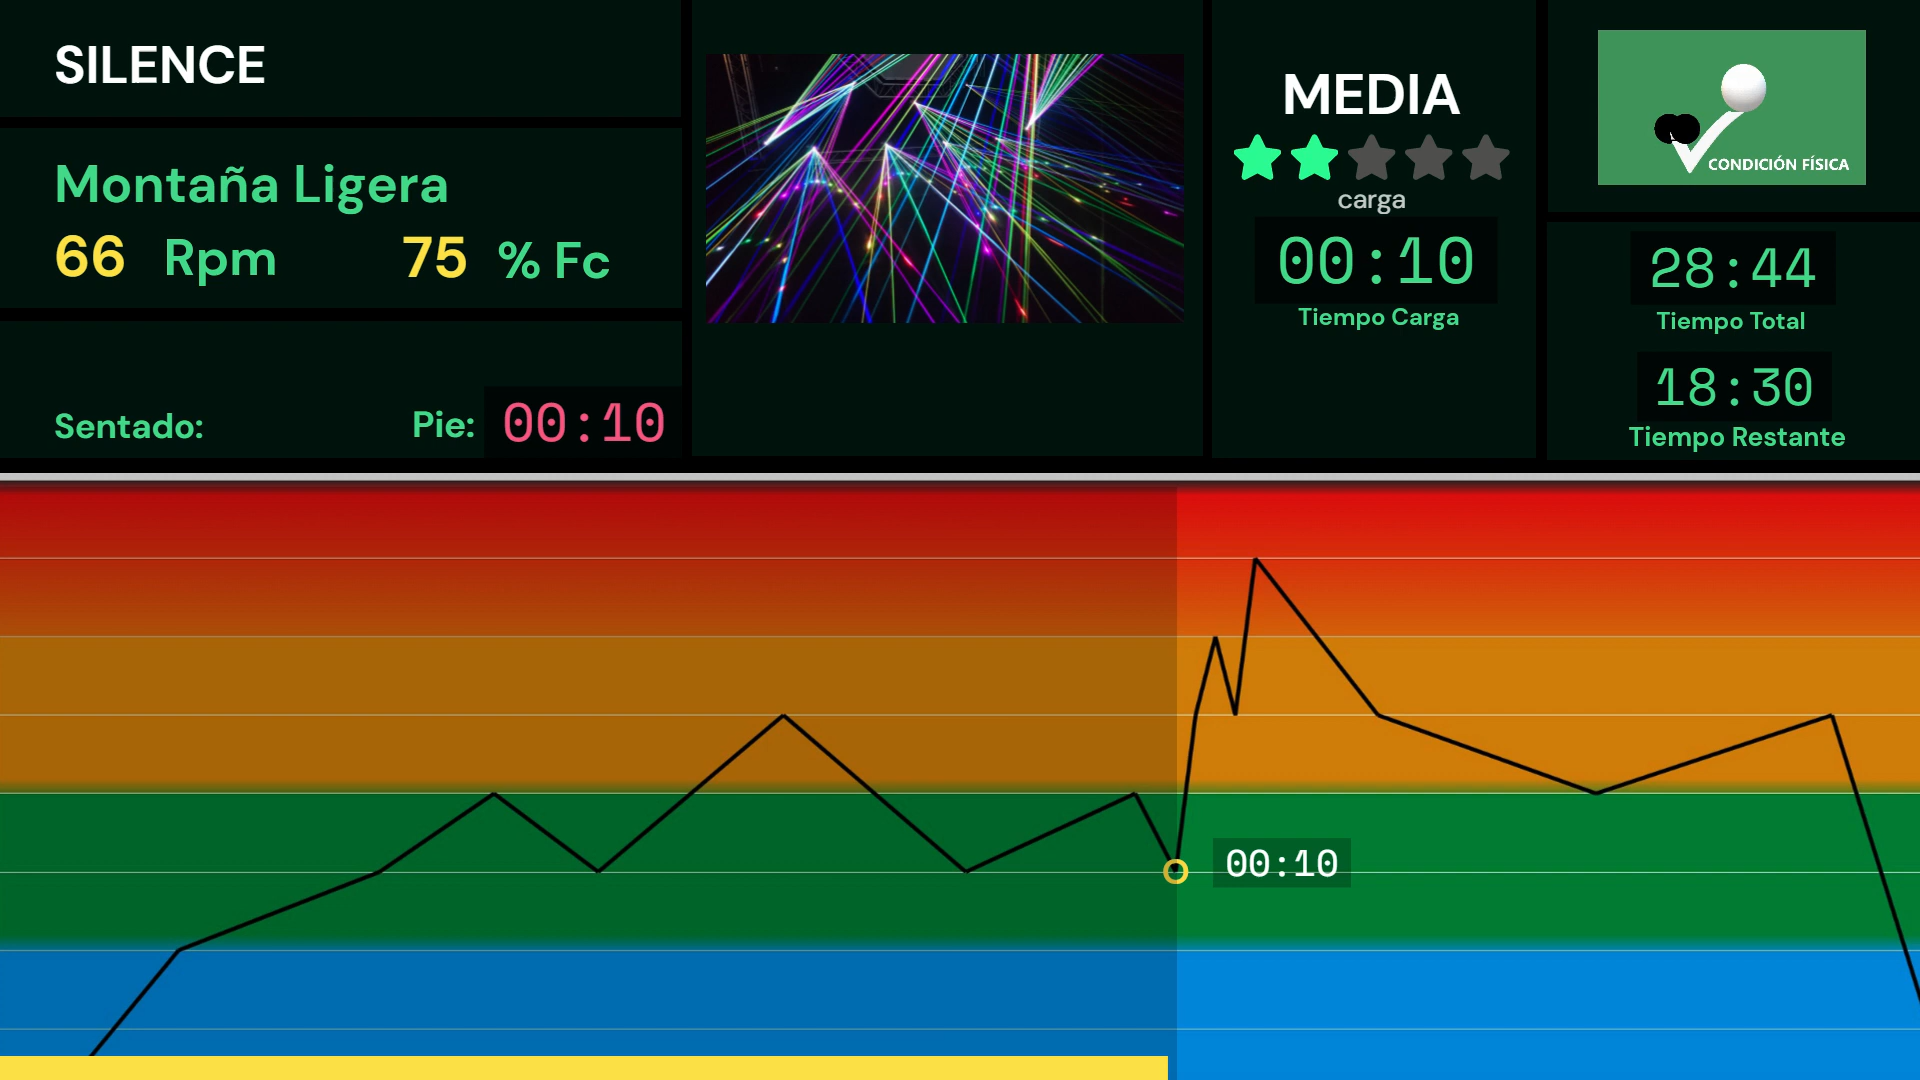 SILENCE
Montaña Ligera
66 Rpm 75 % Fc
Sentado: Pie: 00:10
MEDIA
carga
00:10
Tiempo Carga
CONDICIÓN FÍSICA
28:44
Tiempo Total
18:30
Tiempo Restante
00:10